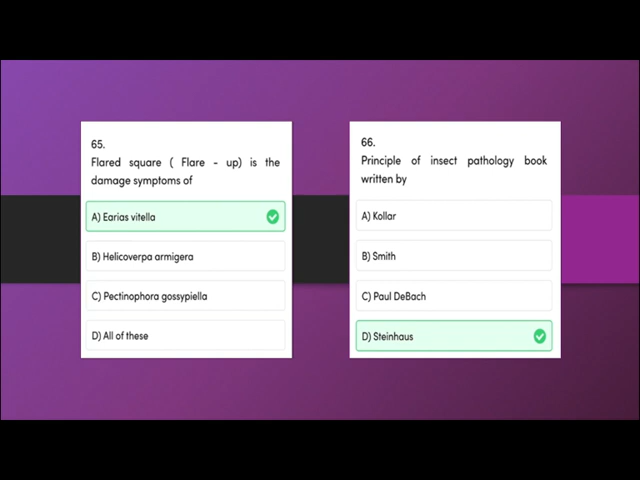 65.
Flared square ( Flare - up) is the
damage symptoms of
A) Earias vitella
B) Helicoverpa armigera
C) Pectinophora gossypiella
D) All of these
66.
Principle of insect pathology book
written by
A) Kollar
B) Smith
C) Paul DeBach
D) Steinhaus